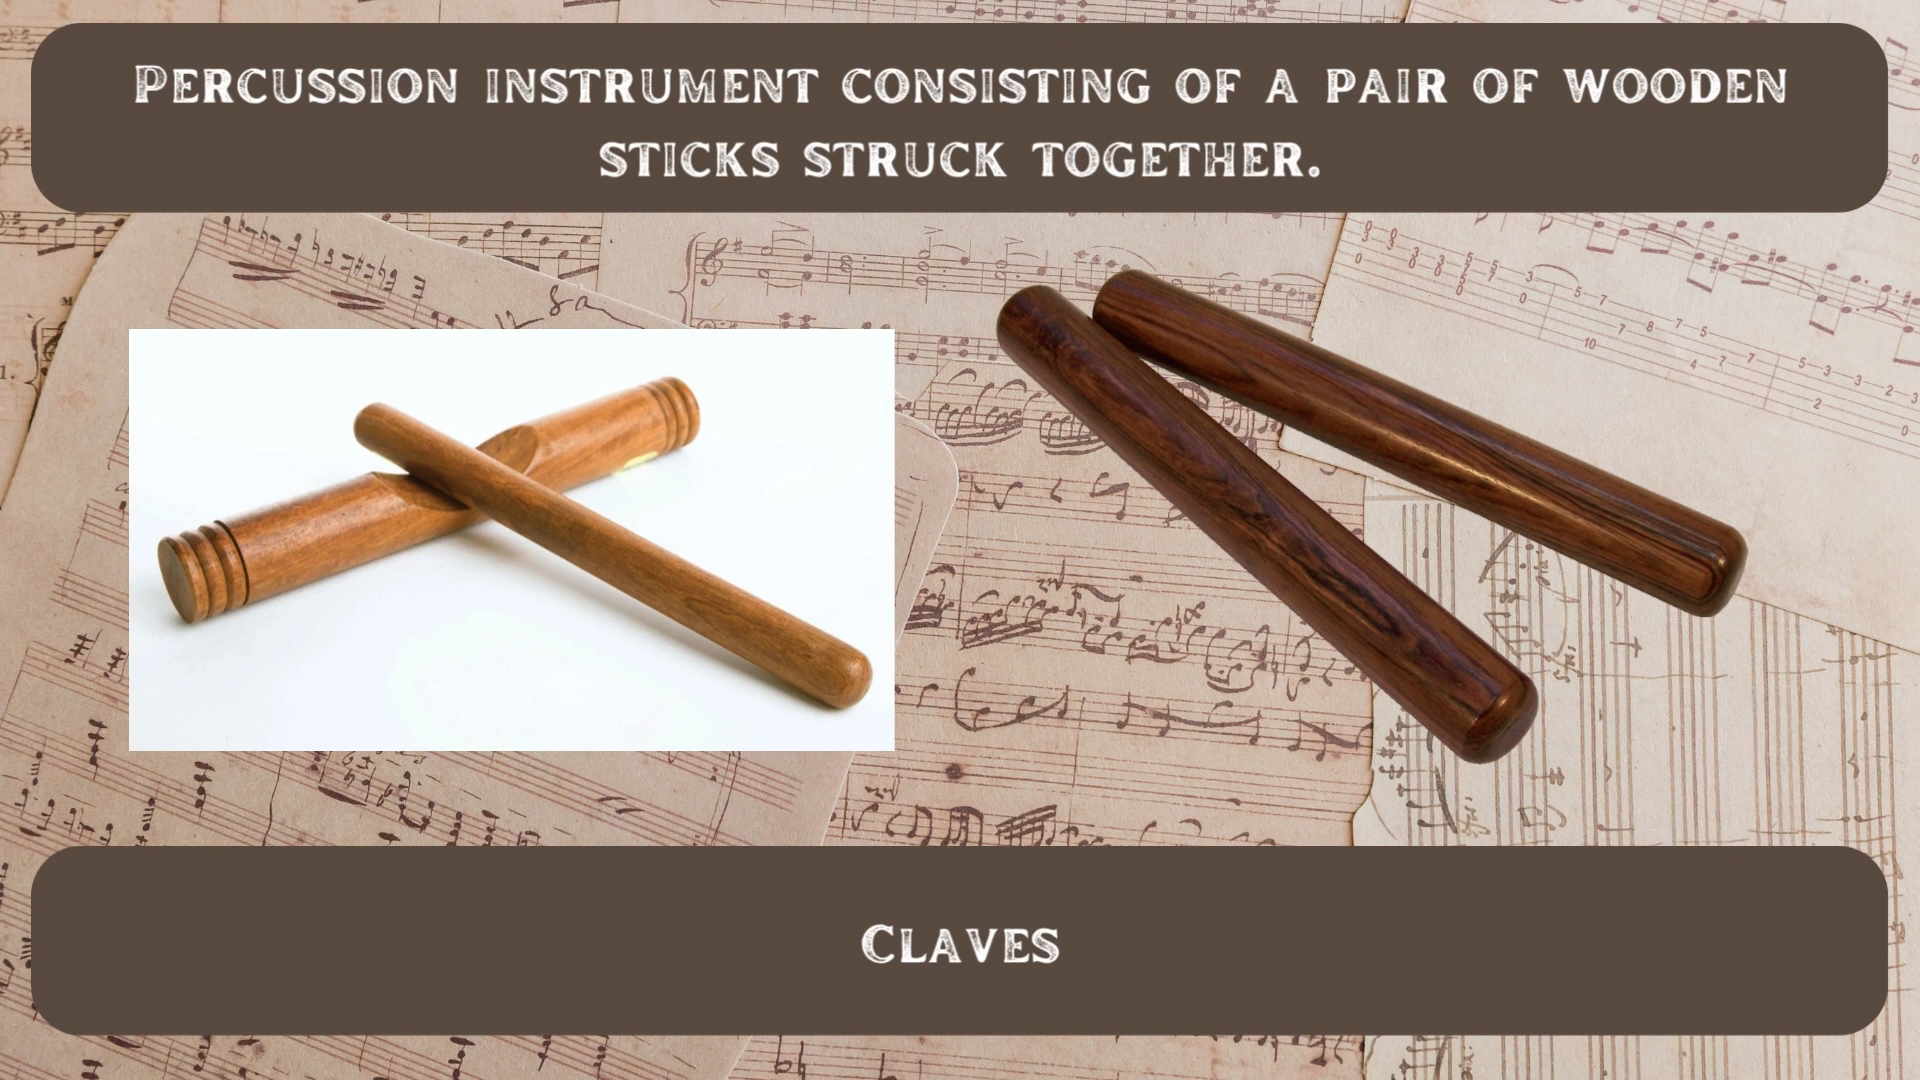 Percussion instrument consisting of a pair of wooden
sticks struck together.
Claves